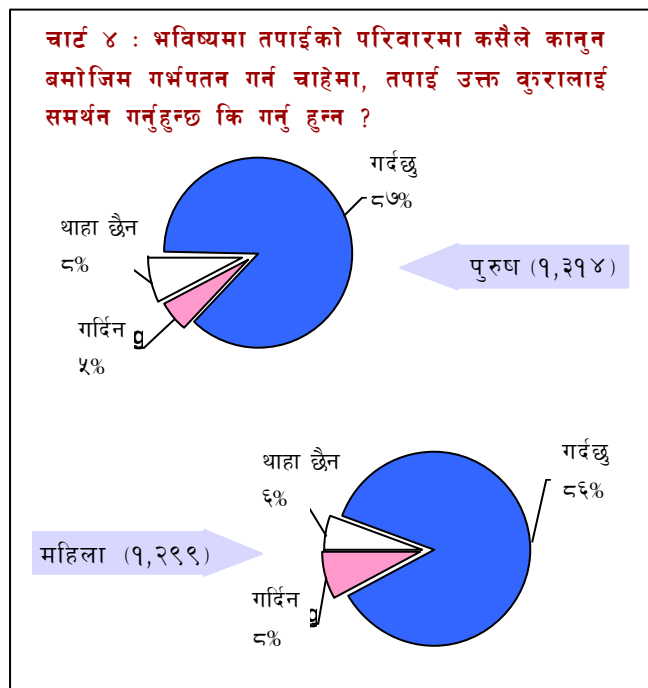 चार्ट ४ : भविष्यमा तपाईको परिवारमा कसैले कानुन
बमोजिम गर्भपतन गर्न चाहेमा, तपाई उक्त कुरालाई
समर्थन गर्नुहुन्छ कि गर्नु हुन्न ?
गर्दछु
८७%
थाहा छैन
८%
गर्दिन g
५%
पुरुष (१,३१४)
थाहा छैन
६%
गर्दछु
८६%
महिला (१,२९९)
गर्दिन g
८%